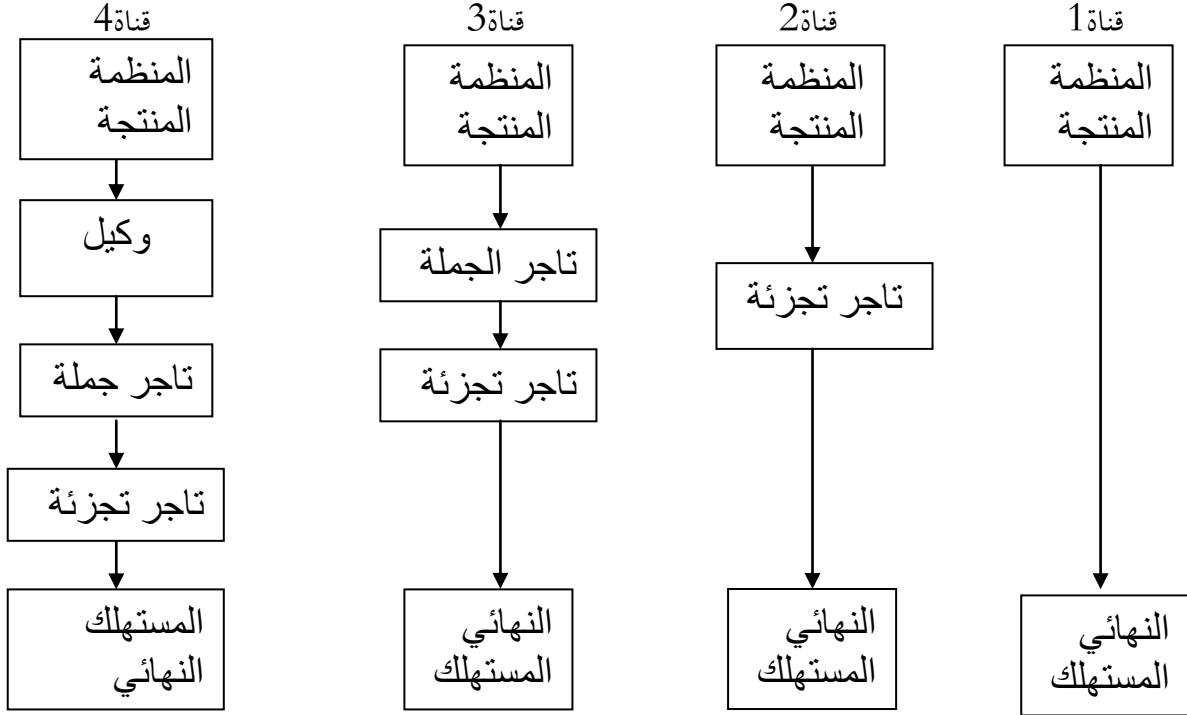 قناة1
المنظمة
المنتجة
النهائي
المستهلك
قناة2
المنظمة
المنتجة
تاجر تجزئة
النهائي
المستهلك
قناة3
المنظمة
المنتجة
تاجر الجملة
تاجر تجزئة
النهائي
المستهلك
قناة4
المنظمة
المنتجة
وكيل
تاجر جملة
تاجر تجزئة
المستهلك
النهائي